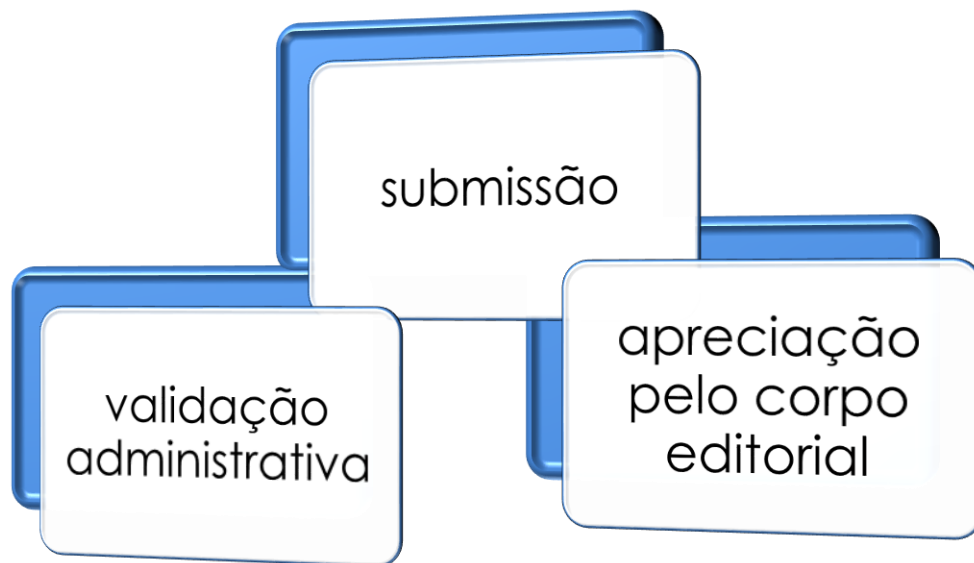 submissão
validação
administrativa
apreciação
pelo corpo
editorial